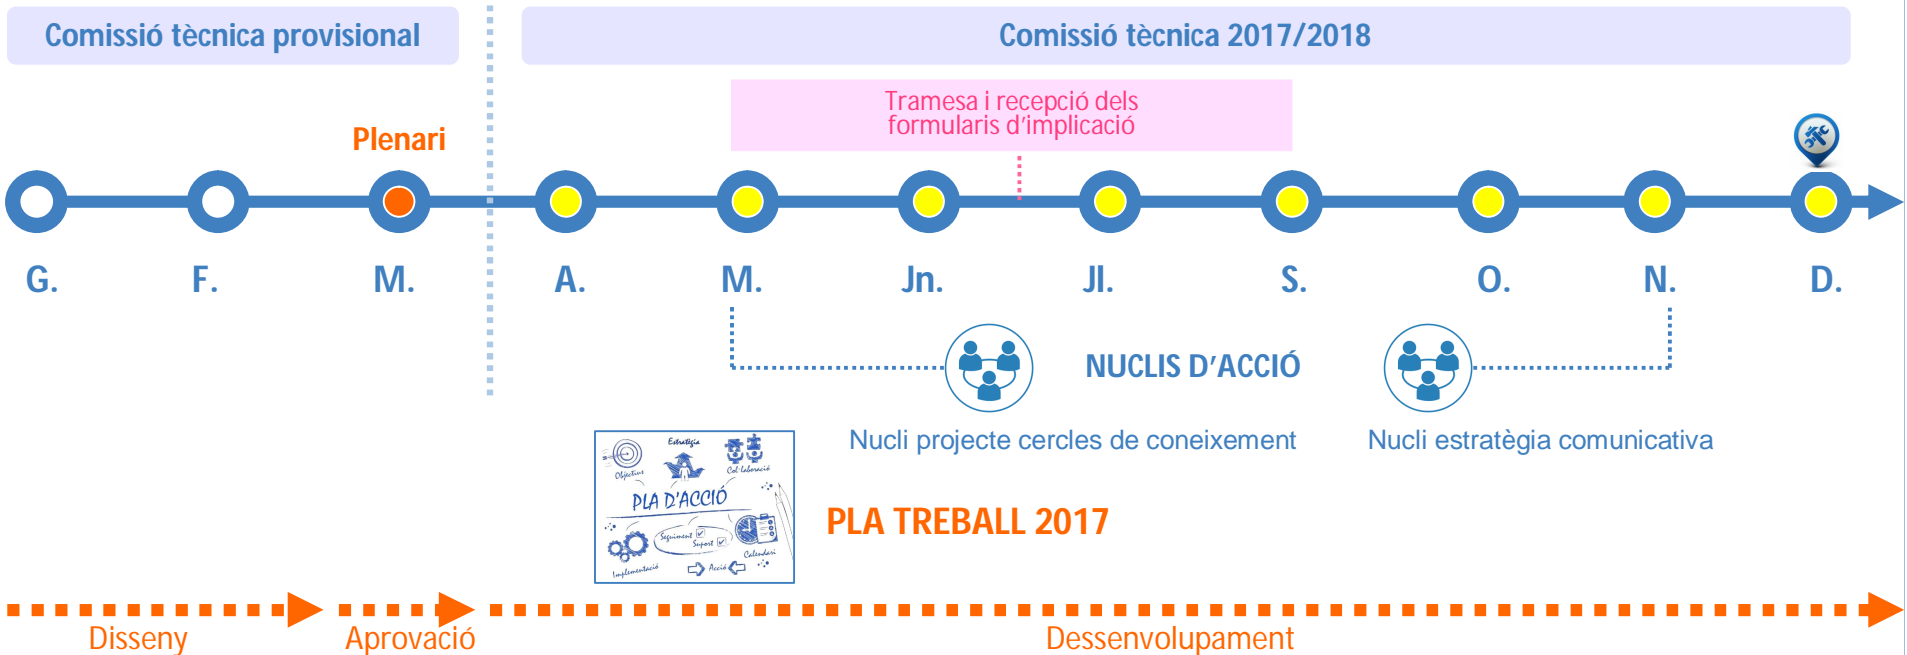 Comissió tècnica provisional
Comissió tècnica 2017/2018
Tramesa i recepció dels
formularis d'implicació
Plenari
G. F. M. A. M. Jn. Jl. S. O. N. D.
NUCLIS D'ACCIÓ
Nucli projecte cercles de coneixement
Nucli estratègia comunicativa
Estratègia
Objectius
Col·laboració
PLA D'ACCIÓ
Seguiment
Suport
Implementació
Acció
Calendari
PLA TREBALL 2017
Disseny
Aprovació
Dessenvolupament